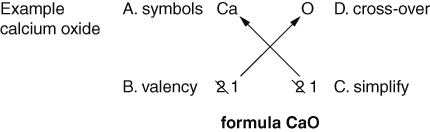 Example A. symbols Ca O D. cross-over
calcium oxide
B. valency 2 1 2 1 C. simplify
formula CaO